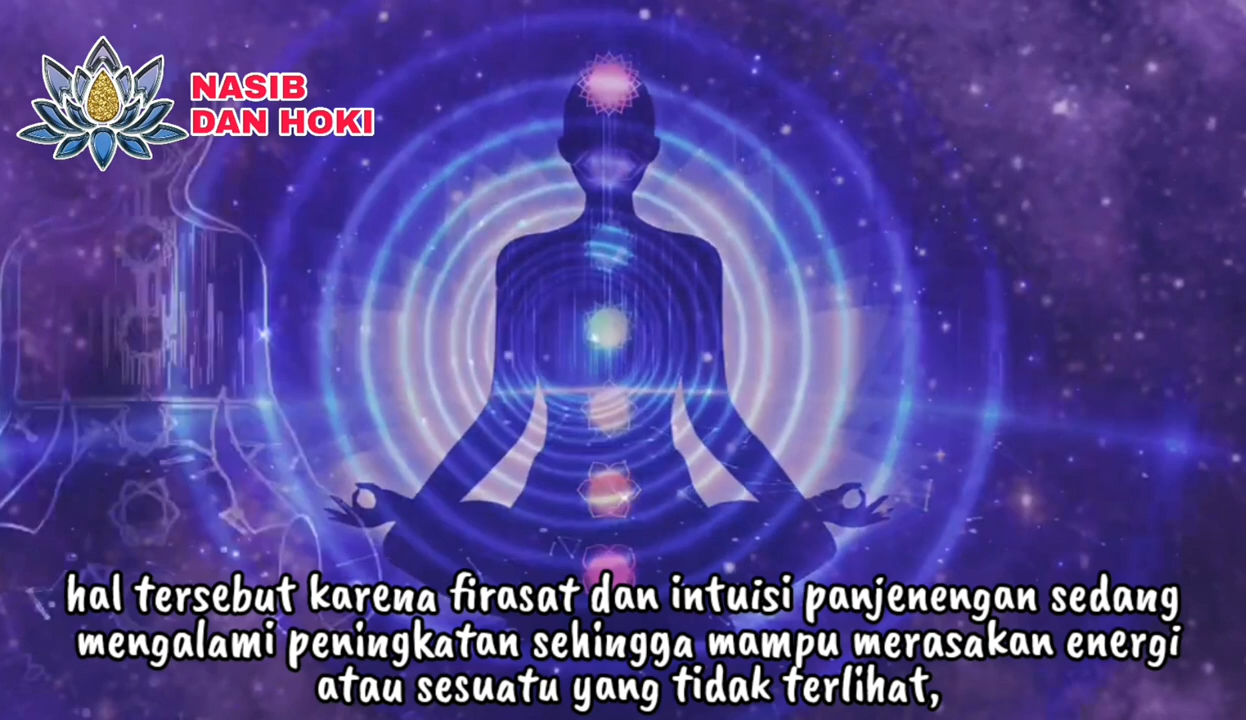 NASIB
DAN HOKI
hal tersebut karena firasat dan intuisi panjenengan sedang
mengalami peningkatan sehingga mampu merasakan energi
atau sesuatu yang tidak terlihat,